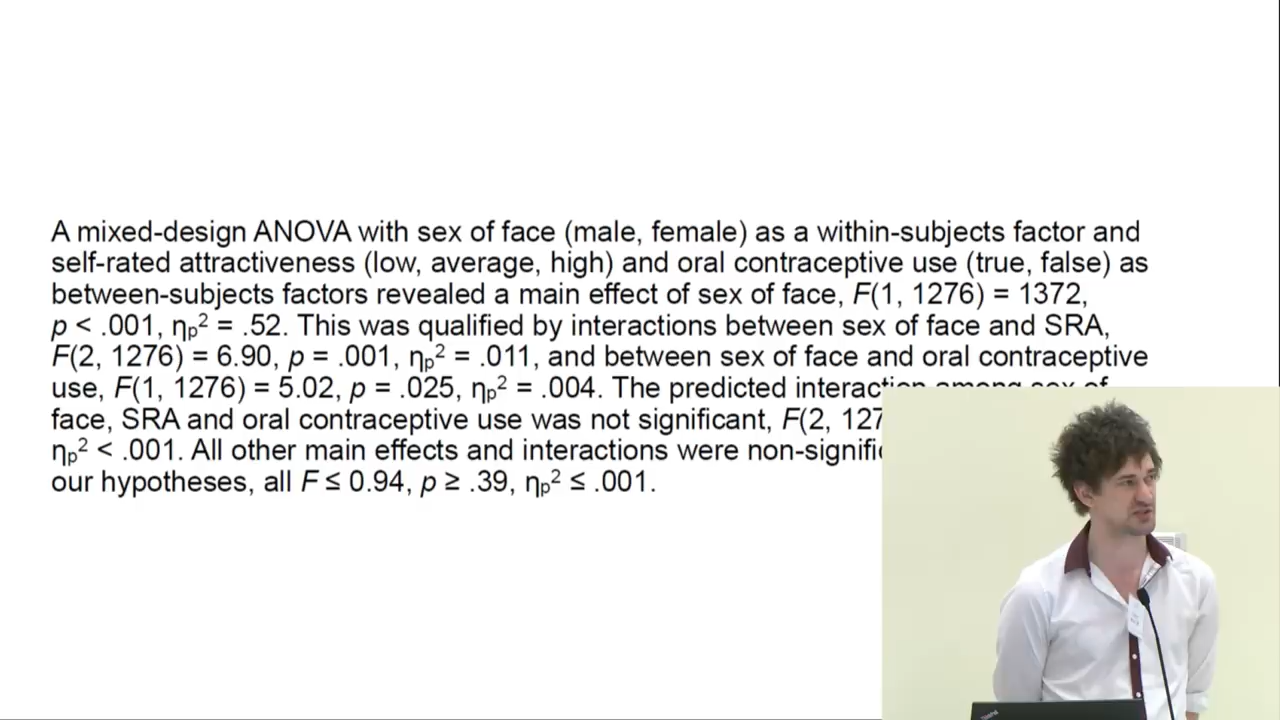 A mixed-design ANOVA with sex of face (male, female) as a within-subjects factor and
self-rated attractiveness (low, average, high) and oral contraceptive use (true, false) as
between-subjects factors revealed a main effect of sex of face, F(1, 1276) = 1372,
p < .001, ηp² = .52. This was qualified by interactions between sex of face and SRA,
F(2, 1276) = 6.90, p = .001, ηp² = .011, and between sex of face and oral contraceptive
use, F(1, 1276) = 5.02, p = .025, ηp² = .004. The predicted interaction among sex of
face, SRA and oral contraceptive use was not significant, F(2, 127
ηp² < .001. All other main effects and interactions were non-signific
our hypotheses, all F ≤ 0.94, p ≥ .39, ηp² ≤ .001.
ThinkPad